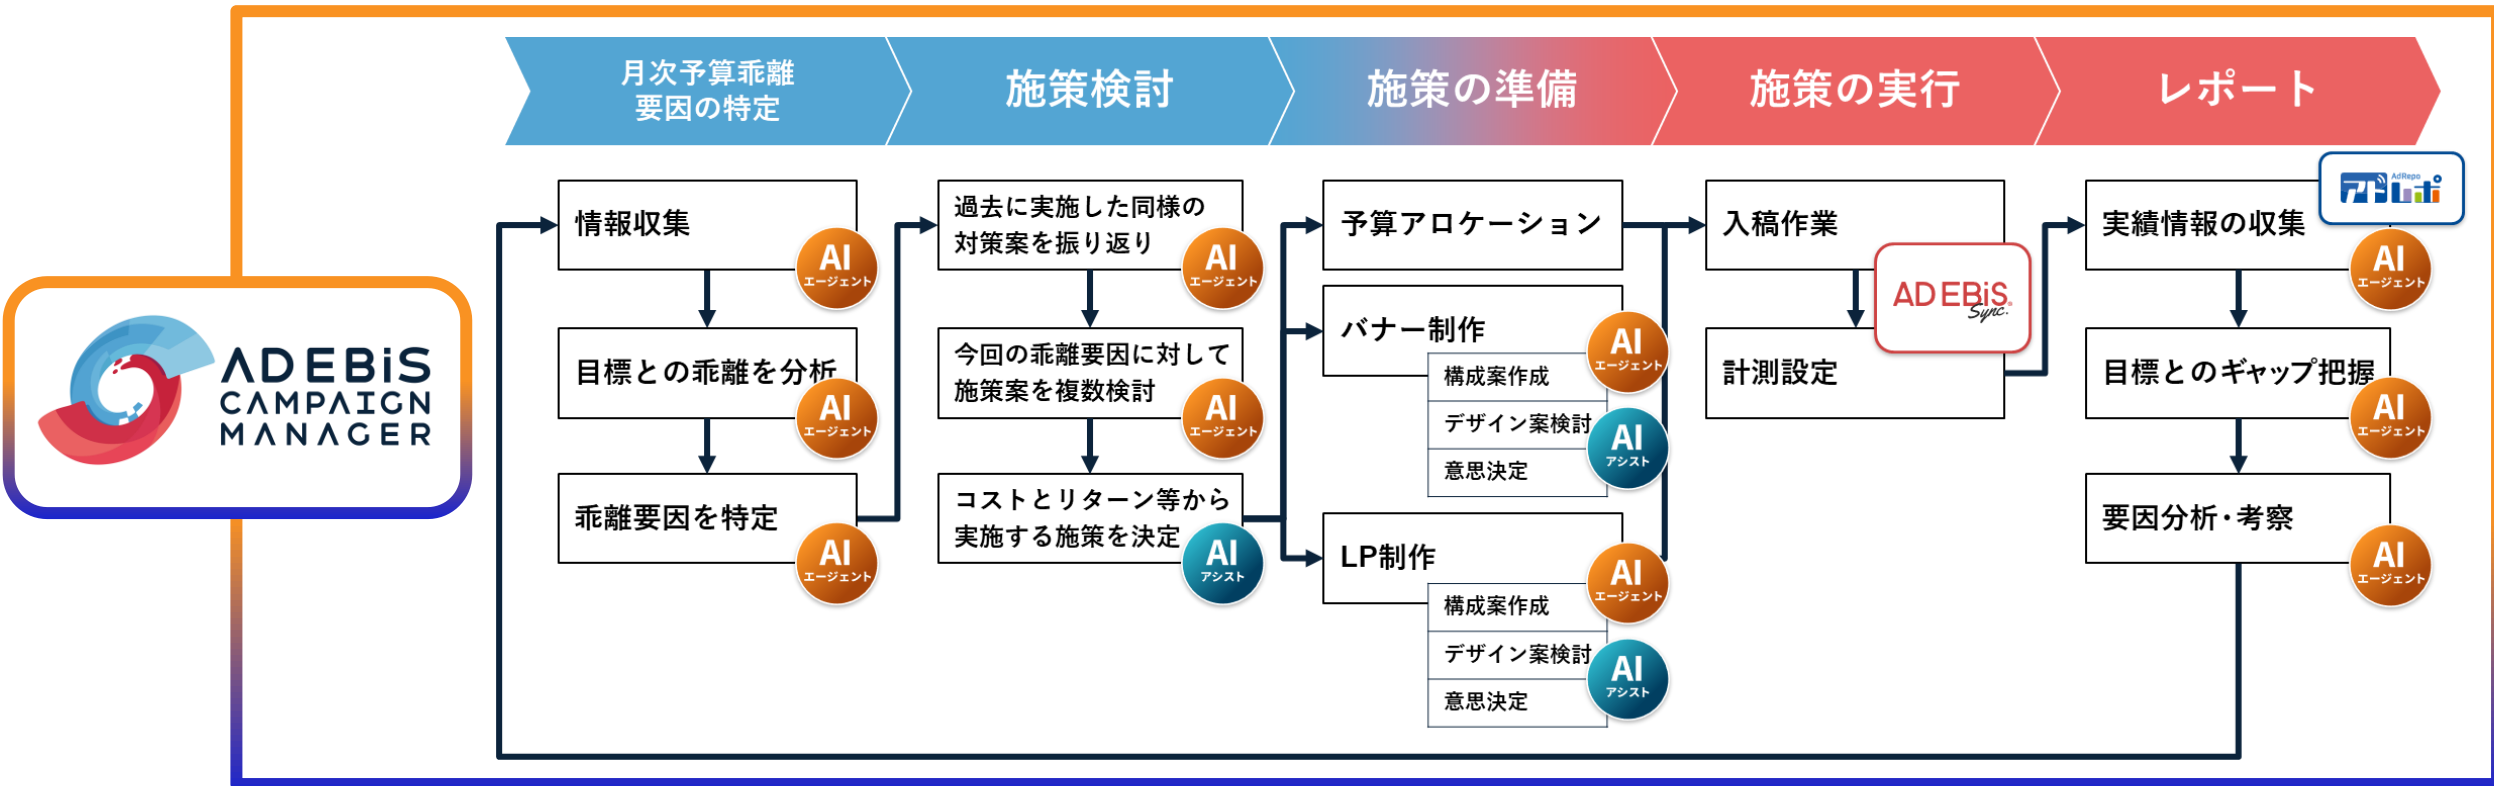 月次予算乖離
要因の特定
施策検討
施策の準備
施策の実行
レポート
ADEBiS
CAMPAIGN
MANAGER
情報収集
AI
エージェント
目標との乖離を分析
AI
エージェント
乖離要因を特定
AI
エージェント
過去に実施した同様の
対策案を振り返り
AI
エージェント
今回の乖離要因に対して
施策案を複数検討
AI
エージェント
コストとリターン等から
実施する施策を決定
AI
アシスト
予算アロケーション
バナー制作
AI
エージェント
構成案作成
デザイン案検討
AI
アシスト
意思決定
LP制作
AI
エージェント
構成案作成
デザイン案検討
AI
アシスト
意思決定
入稿作業
ADEBiS
Sync.
計測設定
AdRepo
アドレポ
実績情報の収集
AI
エージェント
目標とのギャップ把握
AI
エージェント
要因分析・考察
AI
エージェント